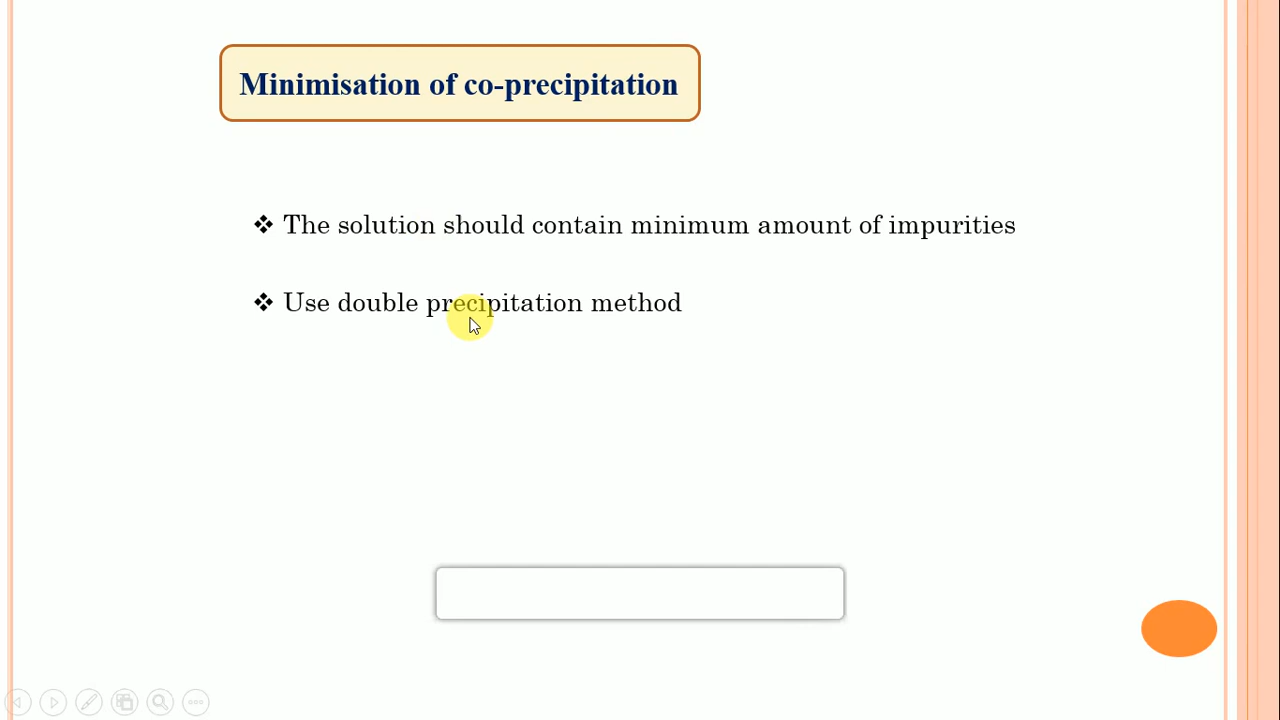 Minimisation of co-precipitation
❖ The solution should contain minimum amount of impurities
❖ Use double precipitation method